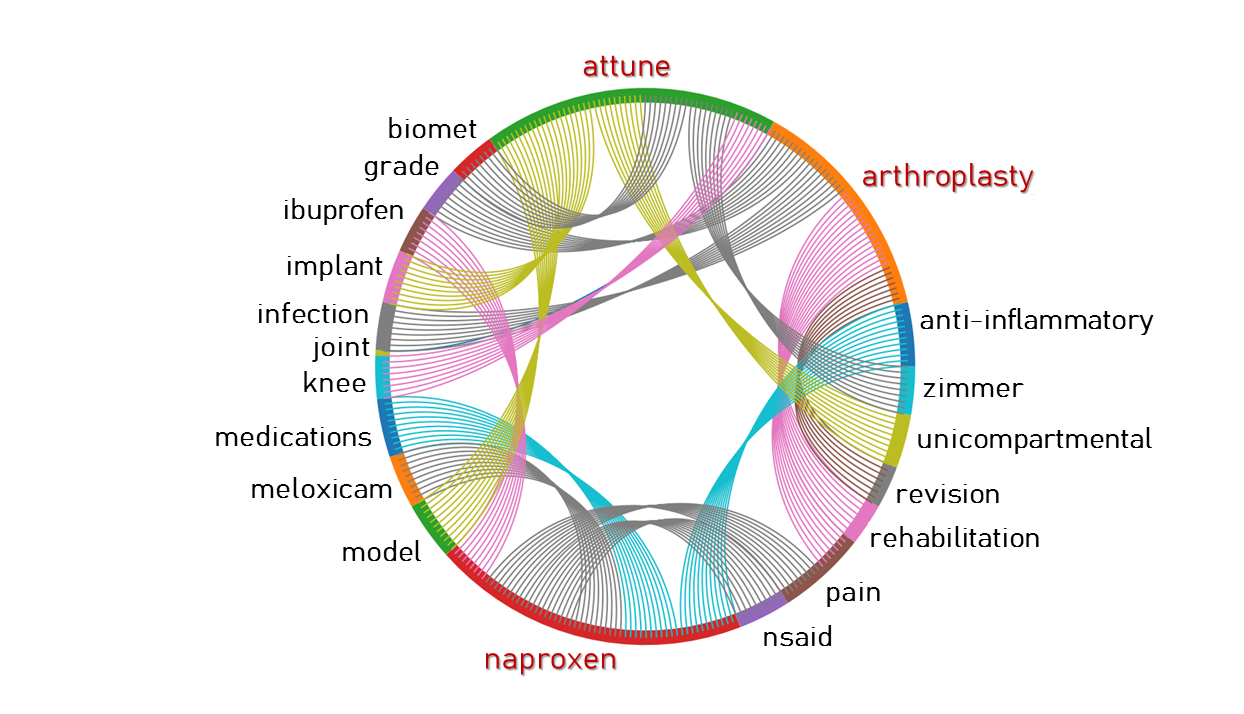 attune
biomet
grade
arthroplasty
ibuprofen
implant
infection
anti-inflammatory
joint
knee
zimmer
medications
unicompartmental
meloxicam
revision
rehabilitation
model
pain
nsaid
naproxen